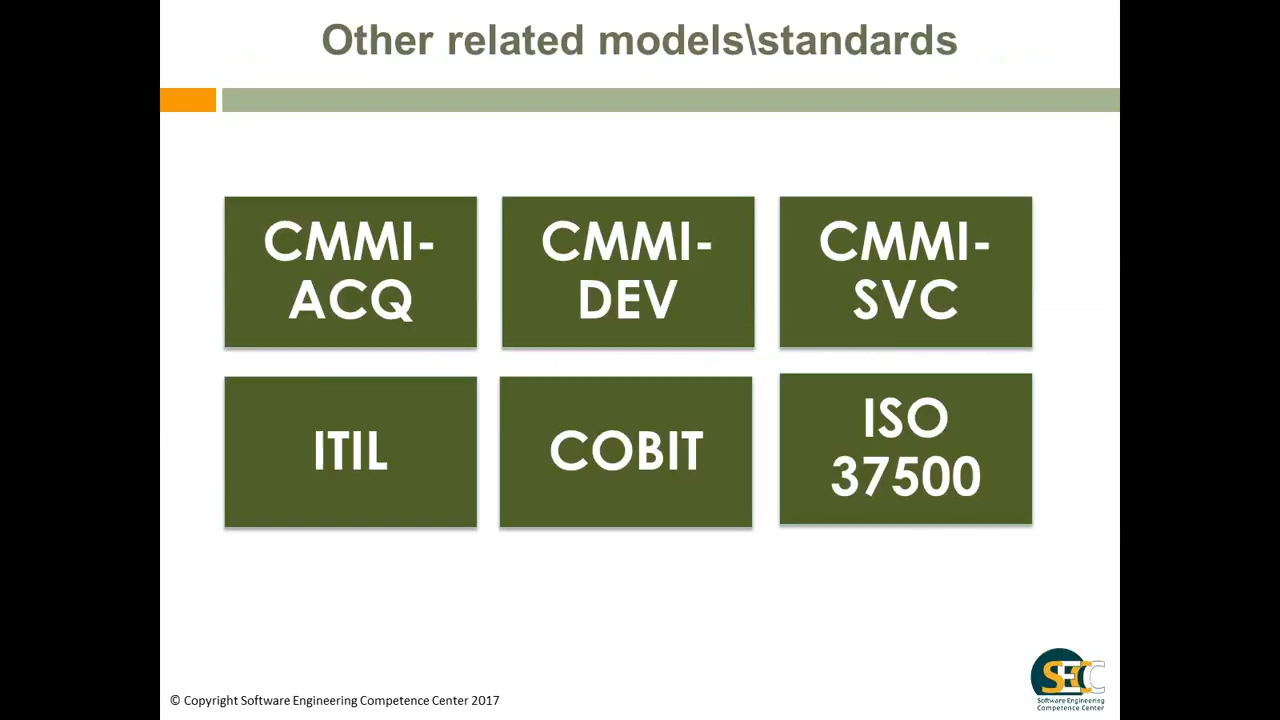 Other related models\standards
CMMI-
ACQ
CMMI-
DEV
CMMI-
SVC
ITIL
COBIT
ISO
37500
© Copyright Software Engineering Competence Center 2017
SECC
Software Engineering
Competence Center